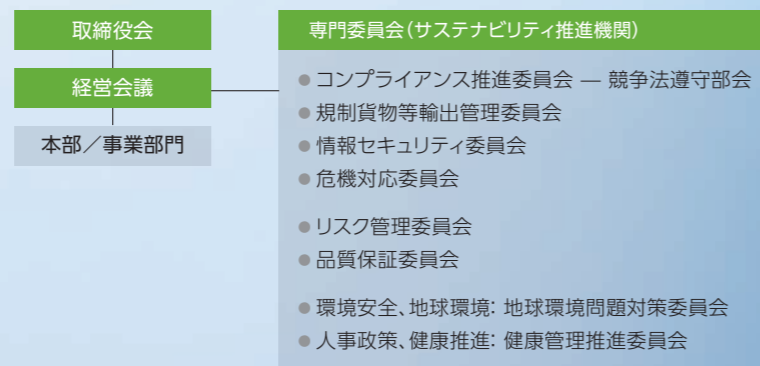 取締役会
経営会議
本部／事業部門
専門委員会（サステナビリティ推進機関）
● コンプライアンス推進委員会 ― 競争法遵守部会
● 規制貨物等輸出管理委員会
● 情報セキュリティ委員会
● 危機対応委員会
● リスク管理委員会
● 品質保証委員会
● 環境安全、地球環境： 地球環境問題対策委員会
● 人事政策、健康推進： 健康管理推進委員会